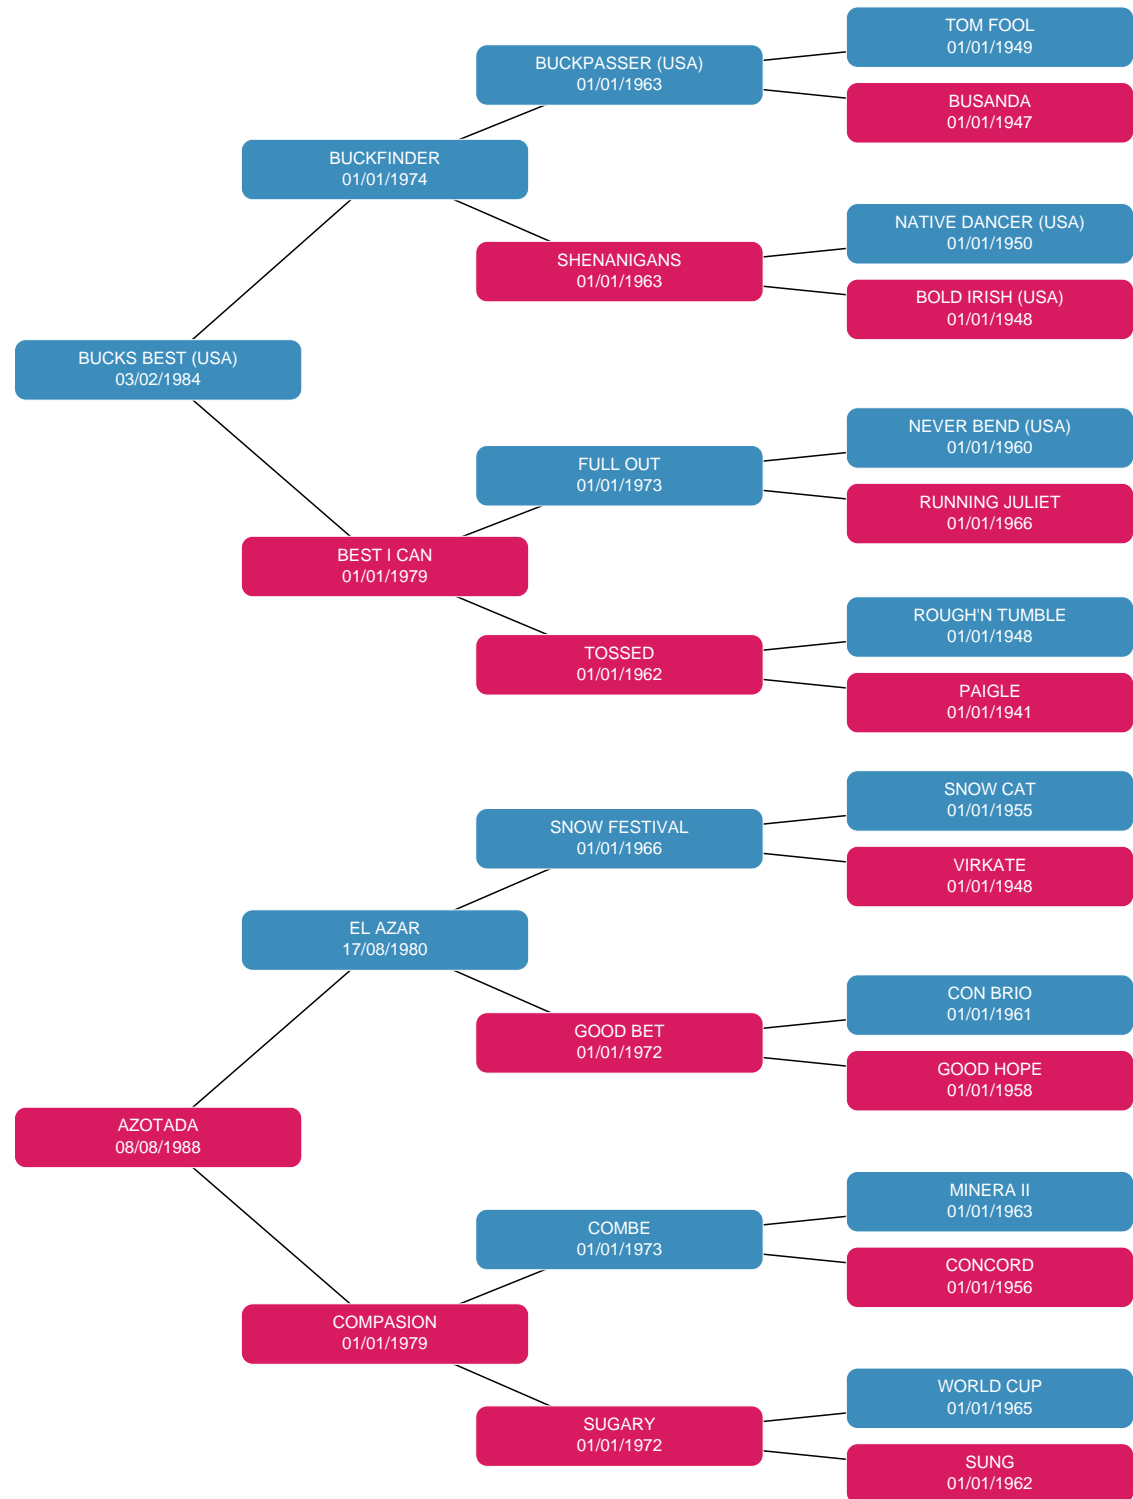 TOM FOOL
01/01/1949
BUCKPASSER (USA)
01/01/1963
BUSANDA
01/01/1947
BUCKFINDER
01/01/1974
NATIVE DANCER (USA)
01/01/1950
SHENANIGANS
01/01/1963
BOLD IRISH (USA)
01/01/1948
BUCKS BEST (USA)
03/02/1984
NEVER BEND (USA)
01/01/1960
FULL OUT
01/01/1973
RUNNING JULIET
01/01/1966
BEST I CAN
01/01/1979
ROUGH'N TUMBLE
01/01/1948
TOSSED
01/01/1962
PAIGLE
01/01/1941
SNOW CAT
01/01/1955
SNOW FESTIVAL
01/01/1966
VIRKATE
01/01/1948
EL AZAR
17/08/1980
CON BRIO
01/01/1961
GOOD BET
01/01/1972
GOOD HOPE
01/01/1958
AZOTADA
08/08/1988
MINERA II
01/01/1963
COMBE
01/01/1973
CONCORD
01/01/1956
COMPASION
01/01/1979
WORLD CUP
01/01/1965
SUGARY
01/01/1972
SUNG
01/01/1962